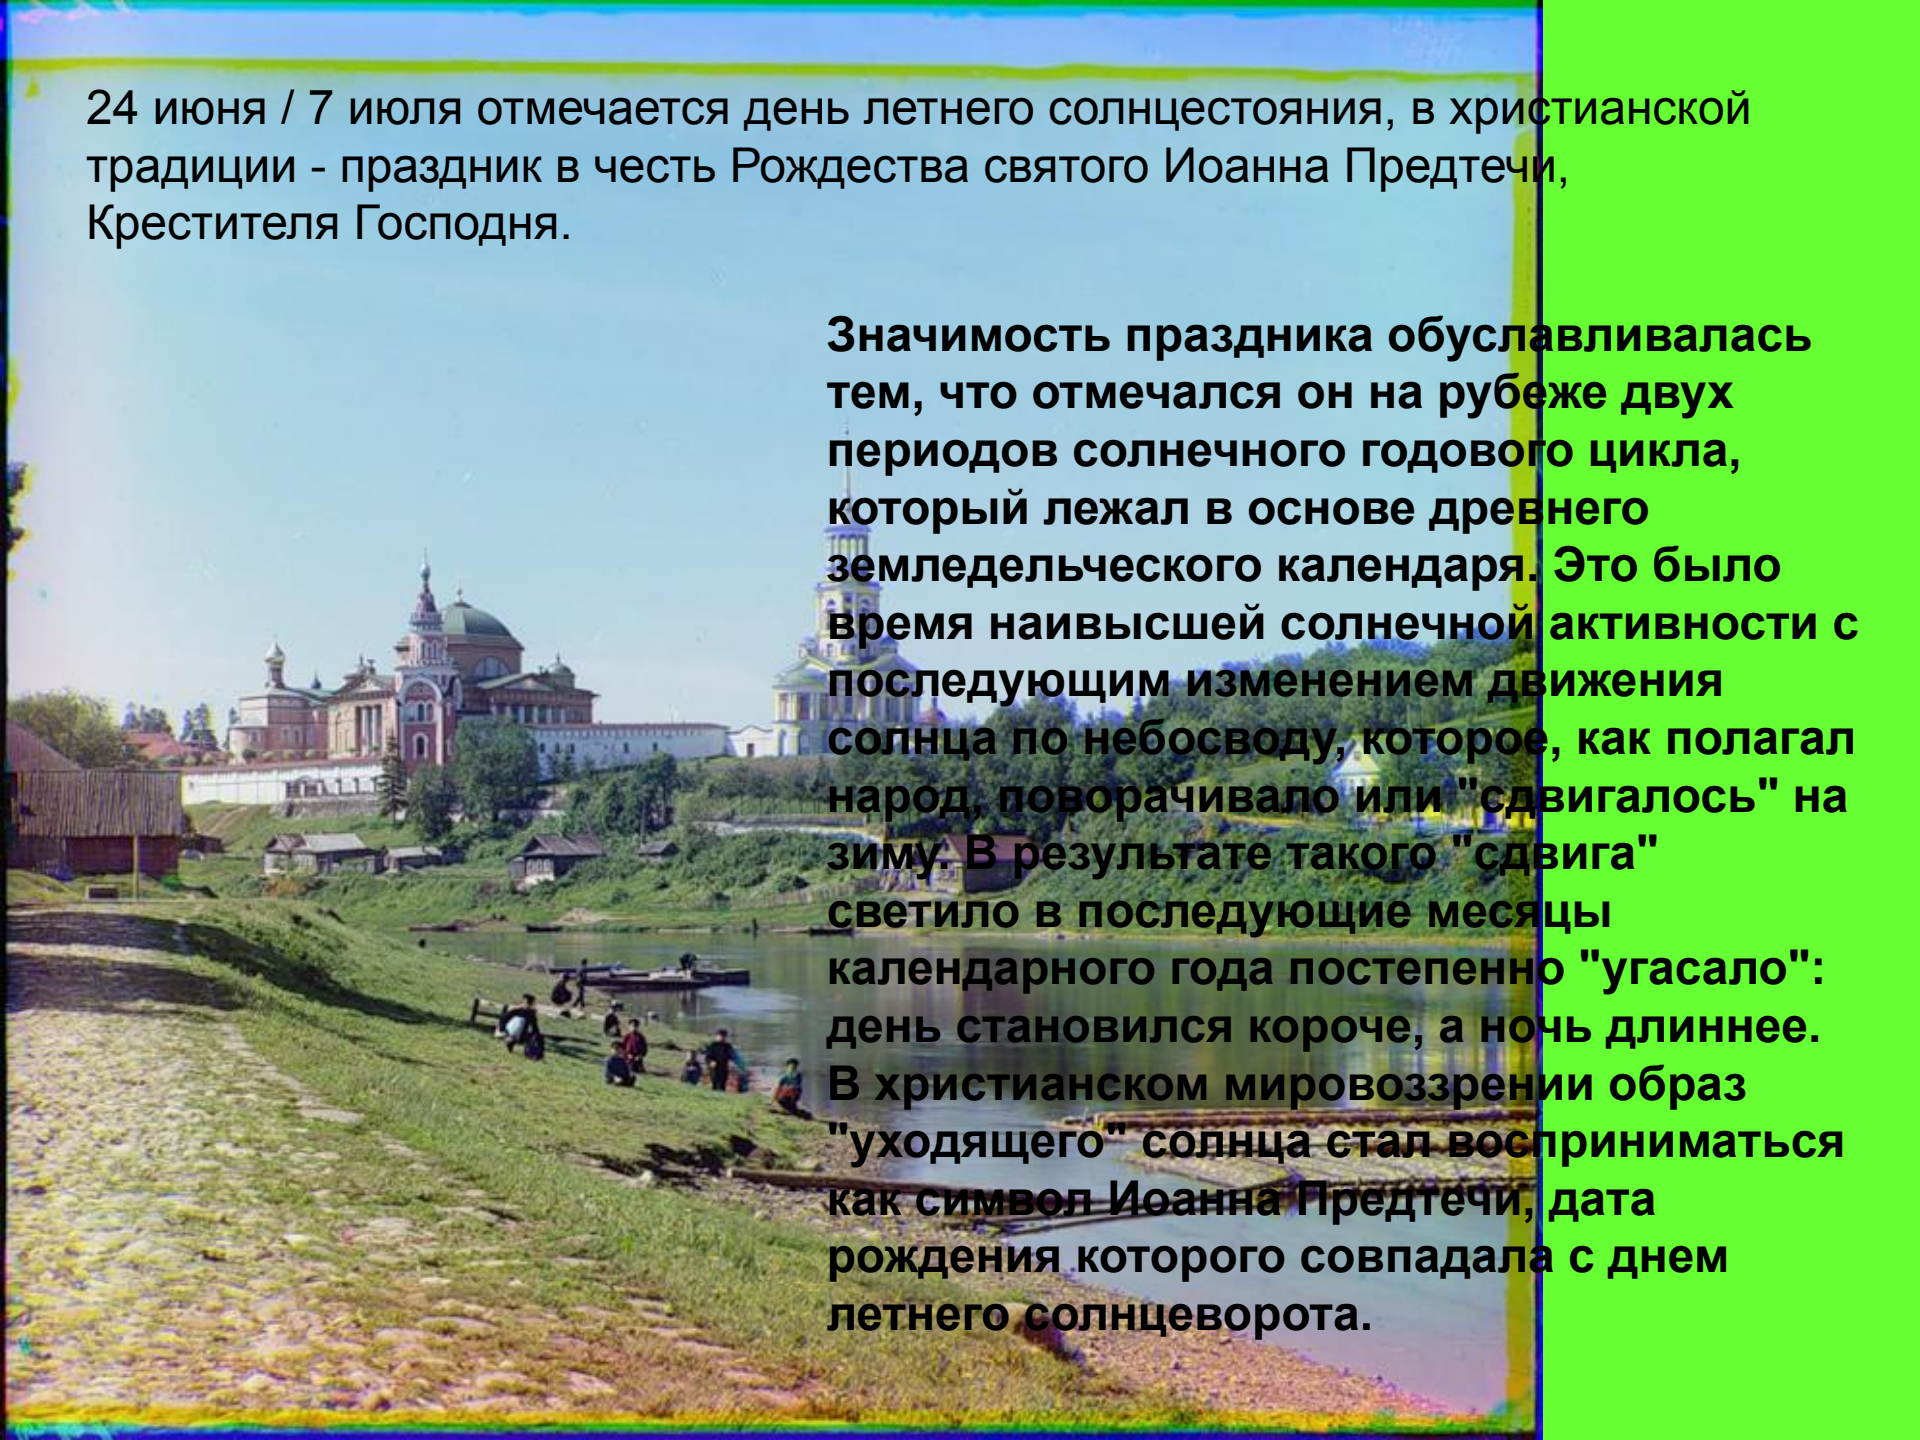 24 июня / 7 июля отмечается день летнего солнцестояния, в христианской
традиции - праздник в честь Рождества святого Иоанна Предтечи,
Крестителя Господня.
Значимость праздника обуславливалась
тем, что отмечался он на рубеже двух
периодов солнечного годового цикла,
который лежал в основе древнего
земледельческого календаря. Это было
время наивысшей солнечной активности с
последующим изменением движения
солнца по небосводу, которое, как полагал
народ, поворачивало или "сдвигалось" на
зиму. В результате такого "сдвига"
светило в последующие месяцы
календарного года постепенно "угасало":
день становился короче, а ночь длиннее.
В христианском мировоззрении образ
"уходящего" солнца стал восприниматься
как символ Иоанна Предтечи, дата
рождения которого совпадала с днем
летнего солнцеворота.